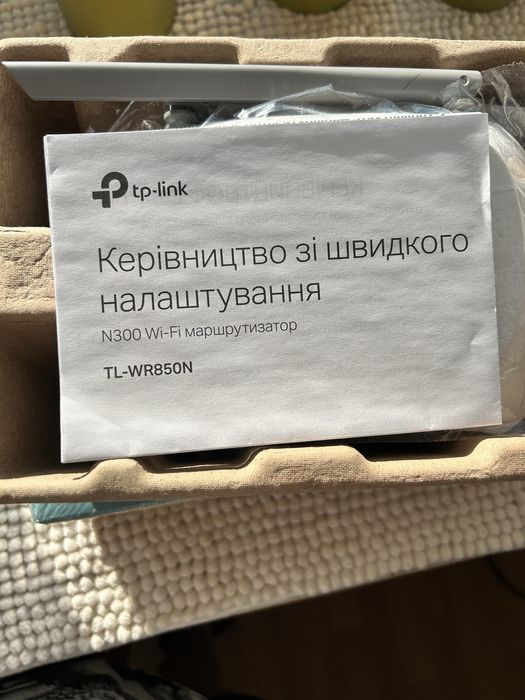 tp-link
Керівництво зі швидкого
налаштування
N300 Wi-Fi маршрутизатор
TL-WR850N